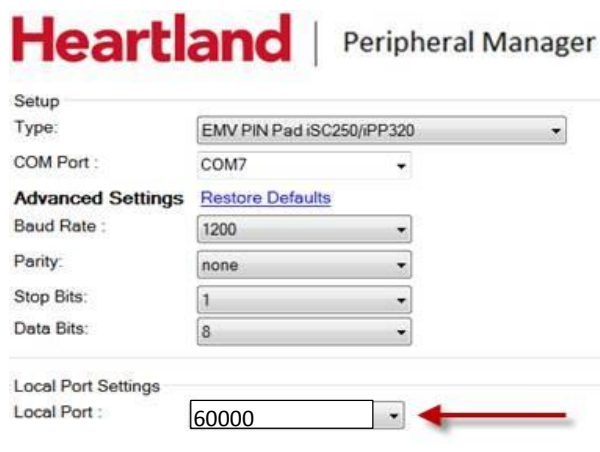 Heartland | Peripheral Manager
Setup
Type: EMV PIN Pad iSC250/iPP320
COM Port : COM7
Advanced Settings Restore Defaults
Baud Rate : 1200
Parity: none
Stop Bits: 1
Data Bits: 8
Local Port Settings
Local Port : 60000